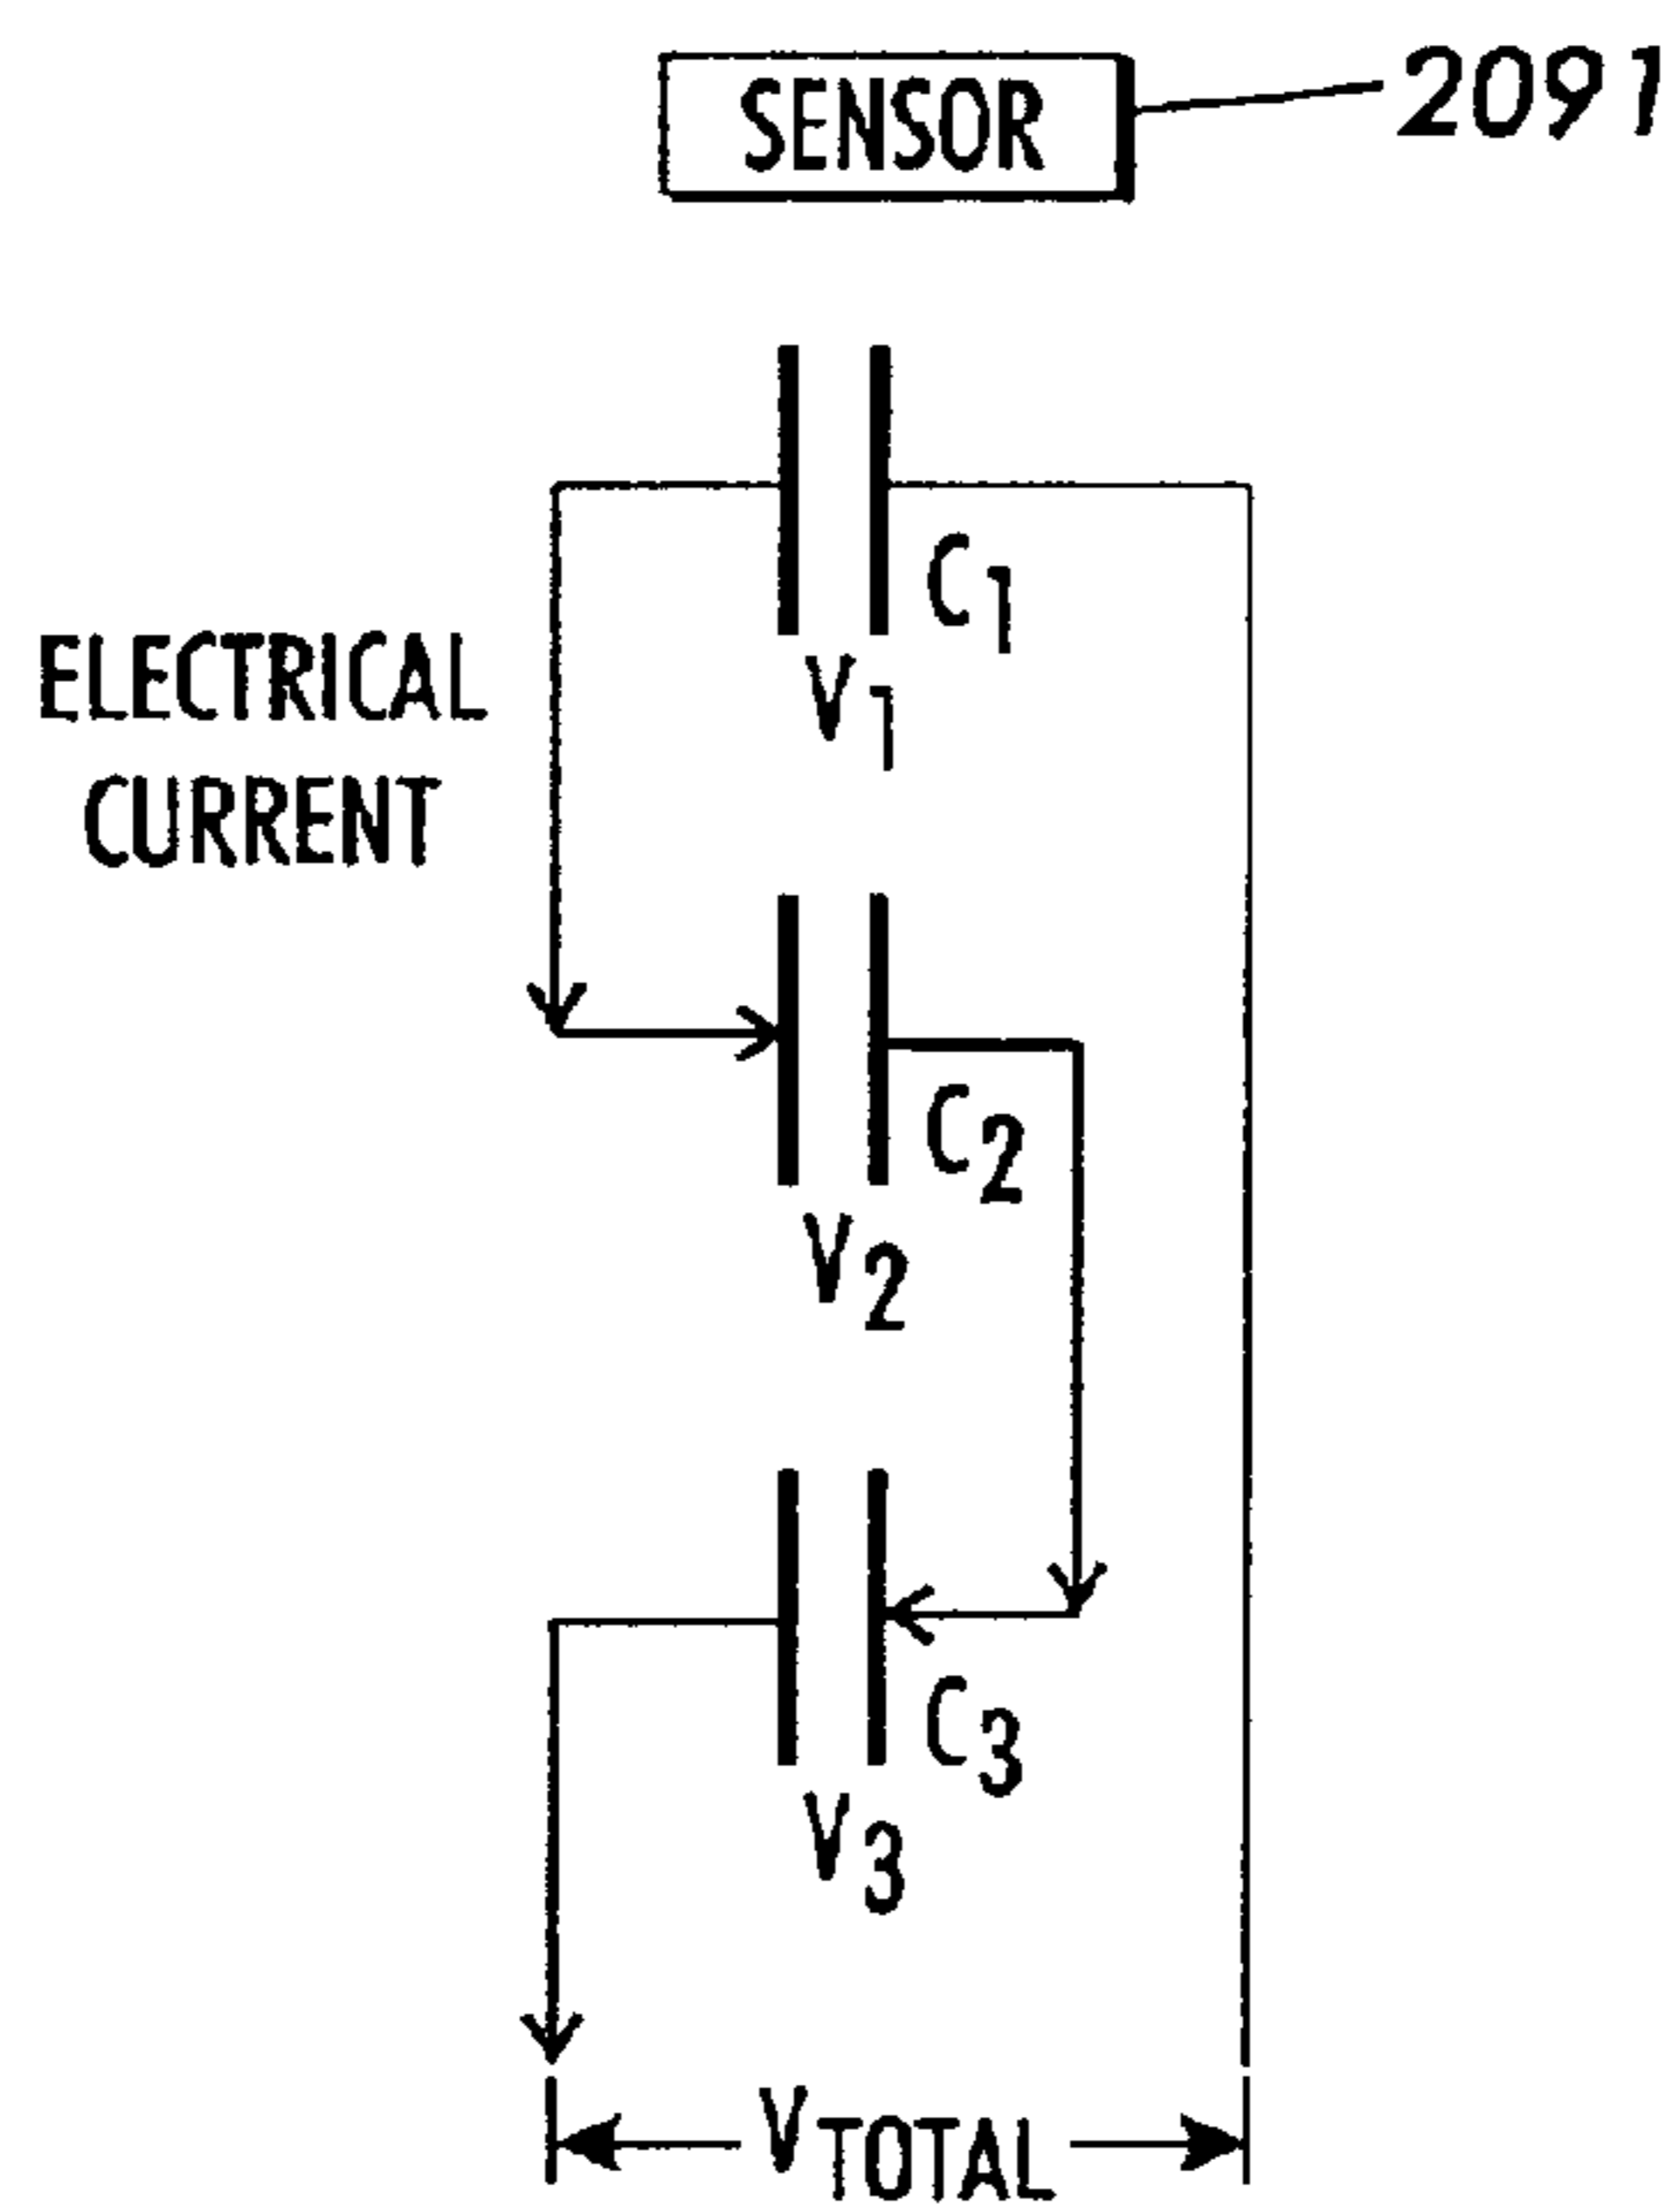 SENSOR 2091
C1
V1
ELECTRICAL
CURRENT
C2
V2
C3
V3
VTOTAL